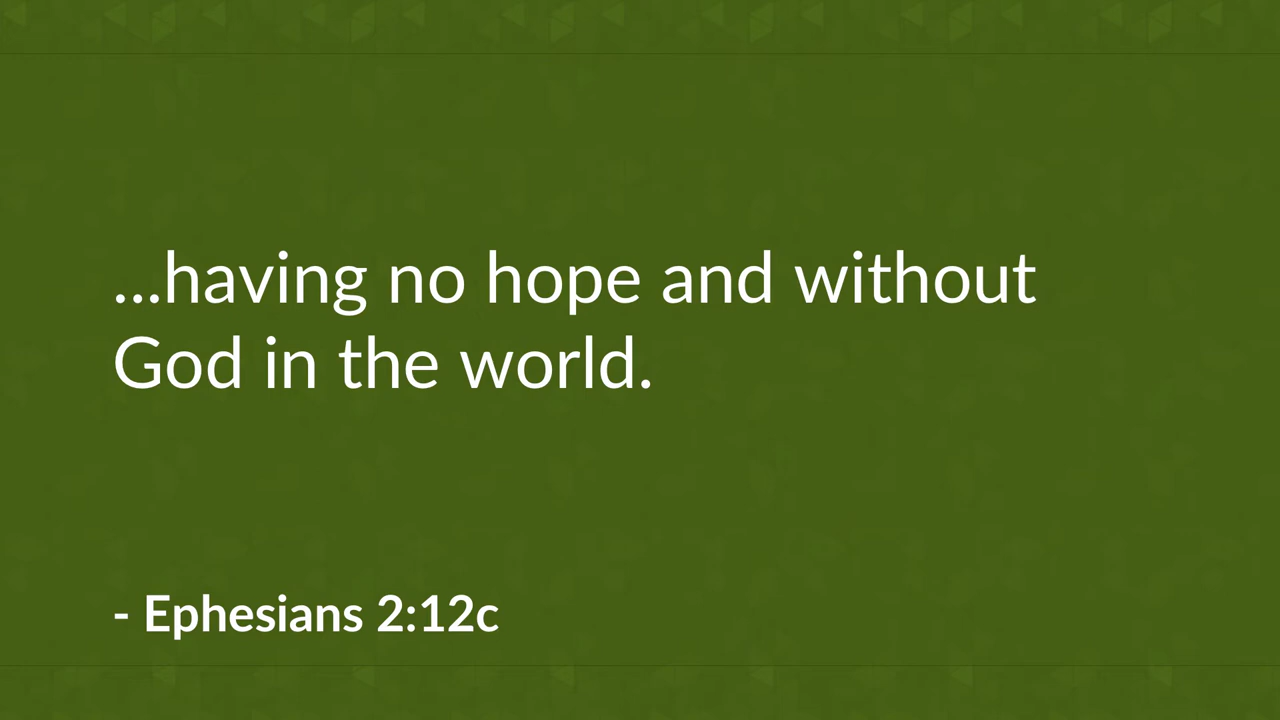 ...having no hope and without
God in the world.
- Ephesians 2:12c